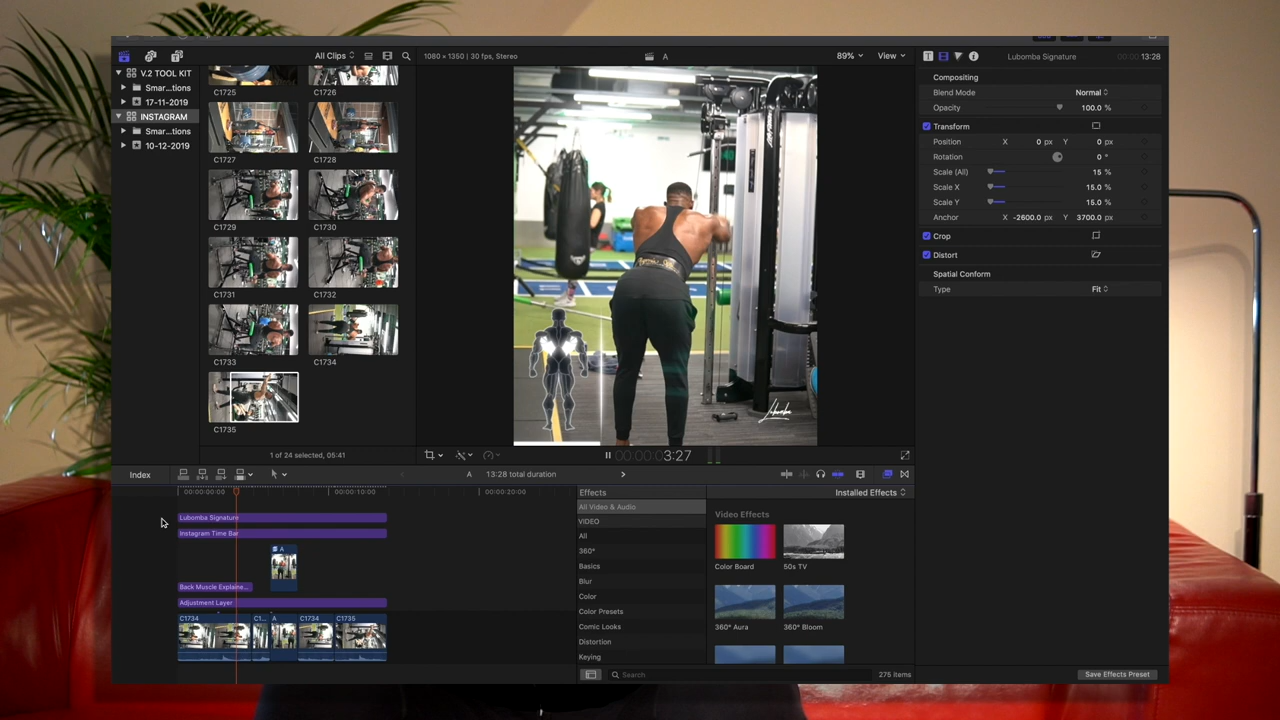 All Clips
1080 × 1350 | 30 fps, Stereo
A
89%
View
Lubomba Signature
13:28
V.2 TOOL KIT
Smar...tions
17-11-2019
INSTAGRAM
Smar...tions
10-12-2019
C1725
C1726
C1727
C1728
C1729
C1730
C1731
C1732
C1733
C1734
C1735
1 of 24 selected, 05:41
Compositing
Blend Mode
Normal
Opacity
100.0 %
Transform
Position
X
0 px
Y
0 px
Rotation
0 °
Scale (All)
15 %
Scale X
15.0 %
Scale Y
15.0 %
Anchor
X
-2600.0 px
Y
3700.0 px
Crop
Distort
Spatial Conform
Type
Fit
Lubomba
00:00:00:03:27
Index
A
13:28 total duration
00:00:00:00
00:00:10:00
00:00:20:00
Lubomba Signature
Instagram Time Bar
A
Back Muscle Explaine...
Adjustment Layer
C1734
C1...
A
C1734
C1735
Effects
Installed Effects
All Video & Audio
VIDEO
All
360°
Basics
Blur
Color
Color Presets
Comic Looks
Distortion
Keying
Video Effects
Color Board
50s TV
360° Aura
360° Bloom
Search
275 items
Save Effects Preset